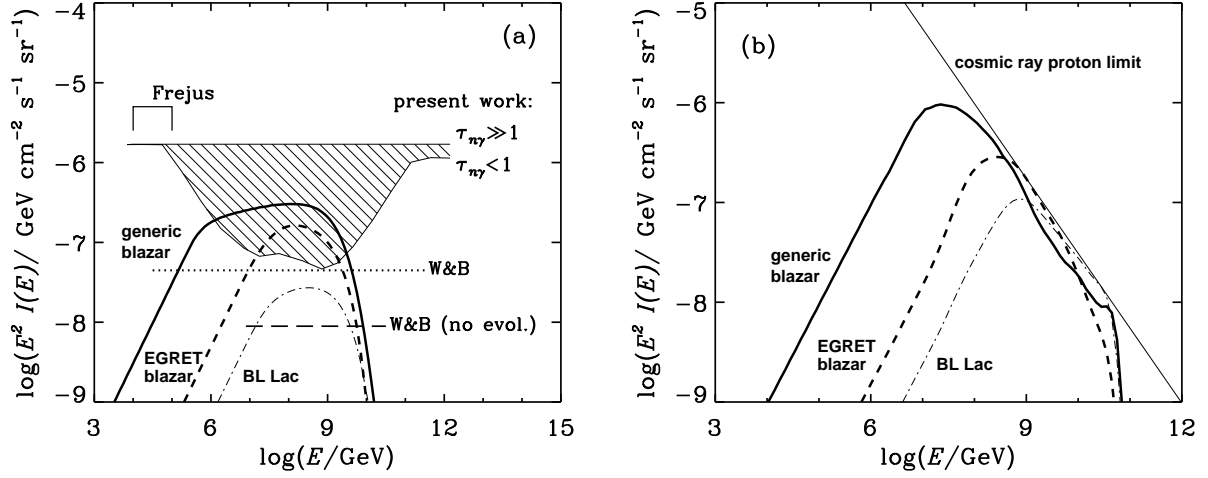 (a)
log(E² I(E)/ GeV cm⁻² s⁻¹ sr⁻¹)
-4
-5
-6
-7
-8
-9
Frejus
present work:
τnγ≫1
τnγ<1
generic
blazar
W&B
W&B (no evol.)
EGRET
blazar
BL Lac
3 6 9 12 15
log(E/GeV)
(b)
log(E² I(E)/ GeV cm⁻² s⁻¹ sr⁻¹)
-5
-6
-7
-8
-9
cosmic ray proton limit
generic
blazar
EGRET
blazar
BL Lac
3 6 9 12
log(E/GeV)